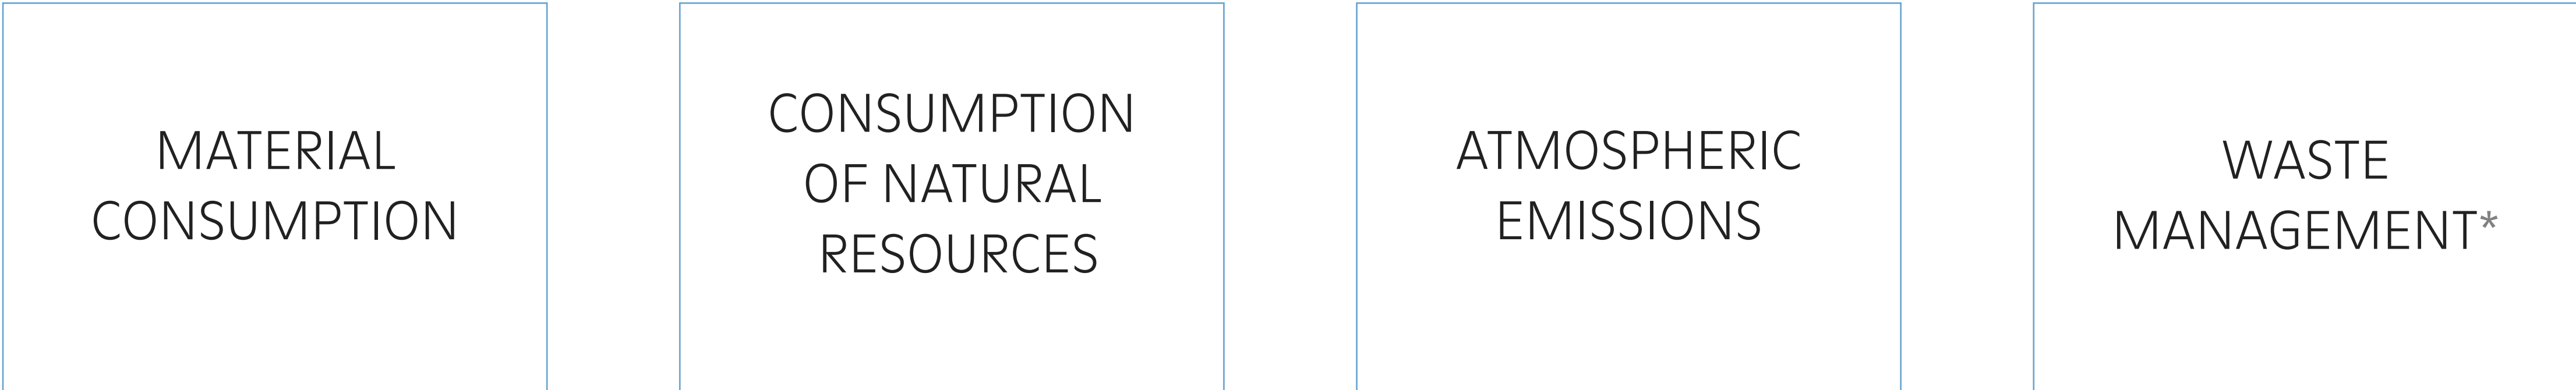 MATERIAL
CONSUMPTION
CONSUMPTION
OF NATURAL
RESOURCES
ATMOSPHERIC
EMISSIONS
WASTE
MANAGEMENT*